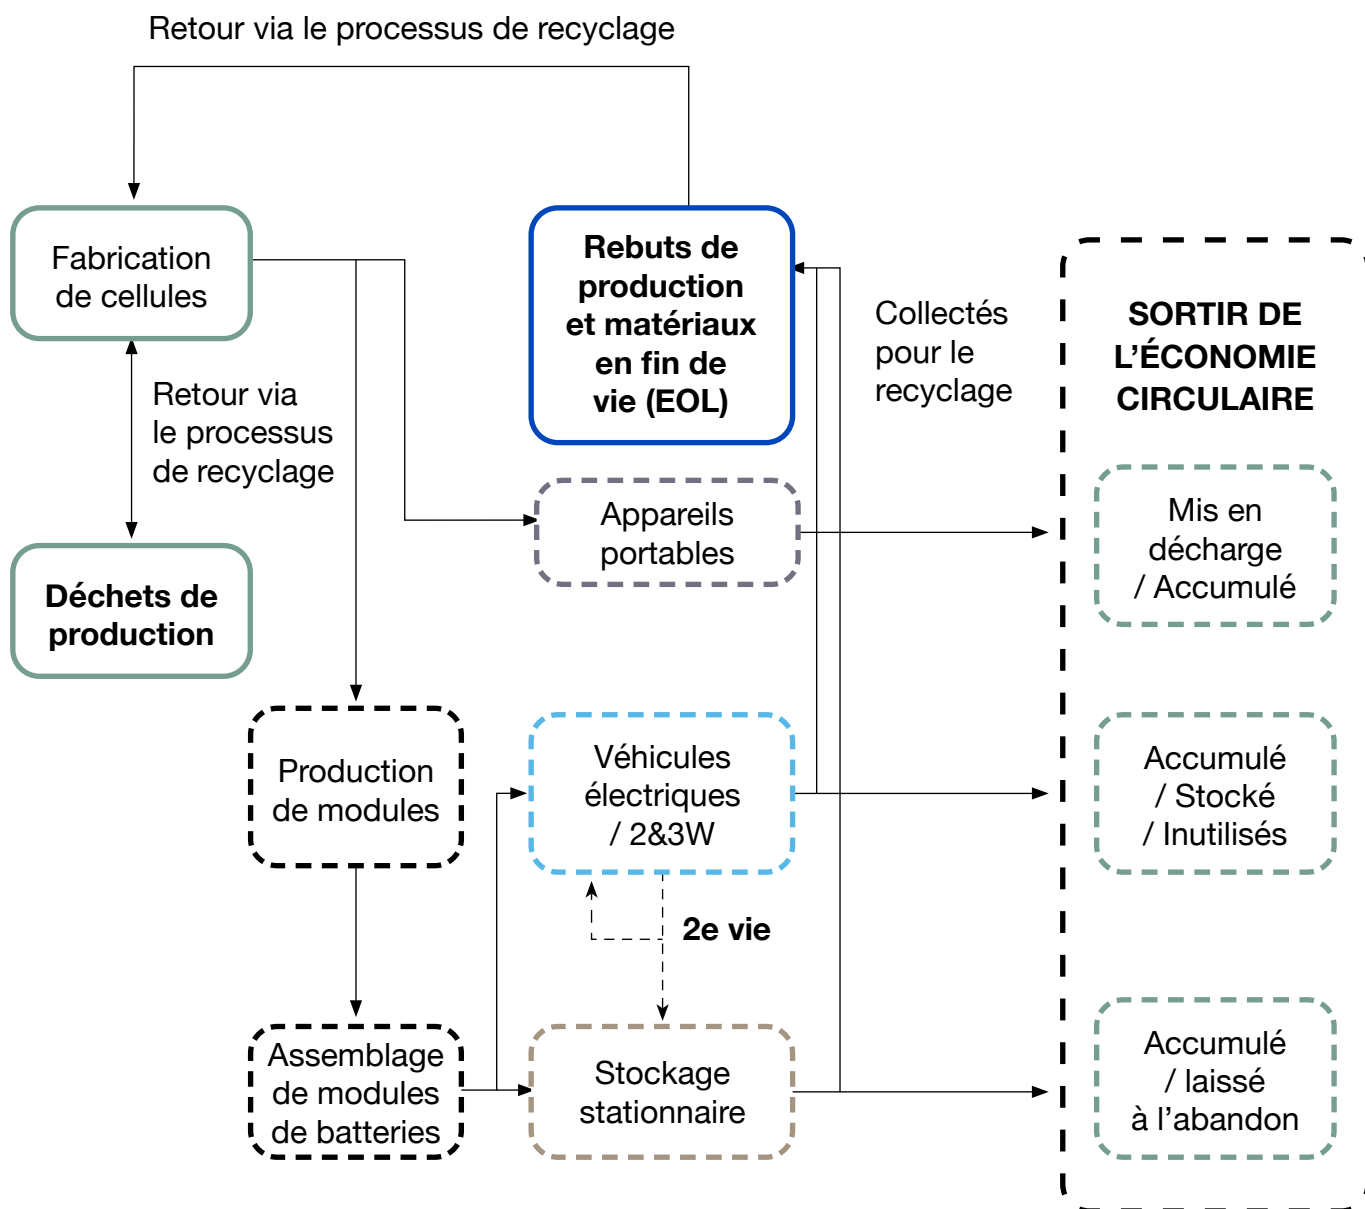 Retour via le processus de recyclage
Fabrication
de cellules
Rebuts de
production
et matériaux
en fin de
vie (EOL)
Collectés
pour le
recyclage
SORTIR DE
L’ÉCONOMIE
CIRCULAIRE
Retour via
le processus
de recyclage
Appareils
portables
Mis en
décharge
/ Accumulé
Déchets de
production
Production
de modules
Véhicules
électriques
/ 2&3W
Accumulé
/ Stocké
/ Inutilisés
2e vie
Assemblage
de modules
de batteries
Stockage
stationnaire
Accumulé
/ laissé
à l’abandon